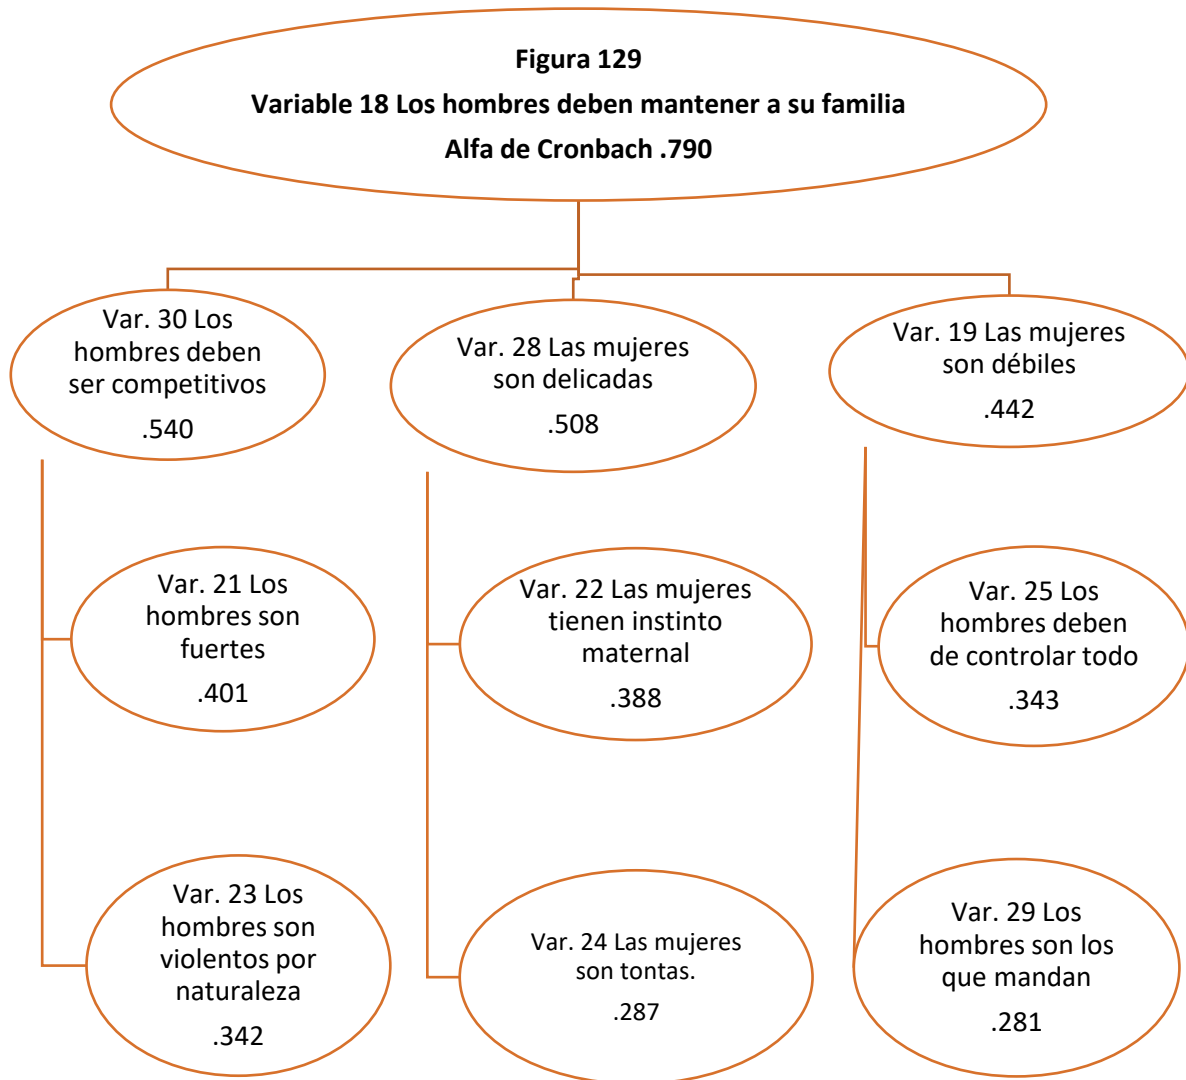 Figura 129
Variable 18 Los hombres deben mantener a su familia
Alfa de Cronbach .790
Var. 30 Los
hombres deben
ser competitivos
.540
Var. 28 Las mujeres
son delicadas
.508
Var. 19 Las mujeres
son débiles
.442
Var. 21 Los
hombres son
fuertes
.401
Var. 22 Las mujeres
tienen instinto
maternal
.388
Var. 25 Los
hombres deben
de controlar todo
.343
Var. 23 Los
hombres son
violentos por
naturaleza
.342
Var. 24 Las mujeres
son tontas.
.287
Var. 29 Los
hombres son los
que mandan
.281